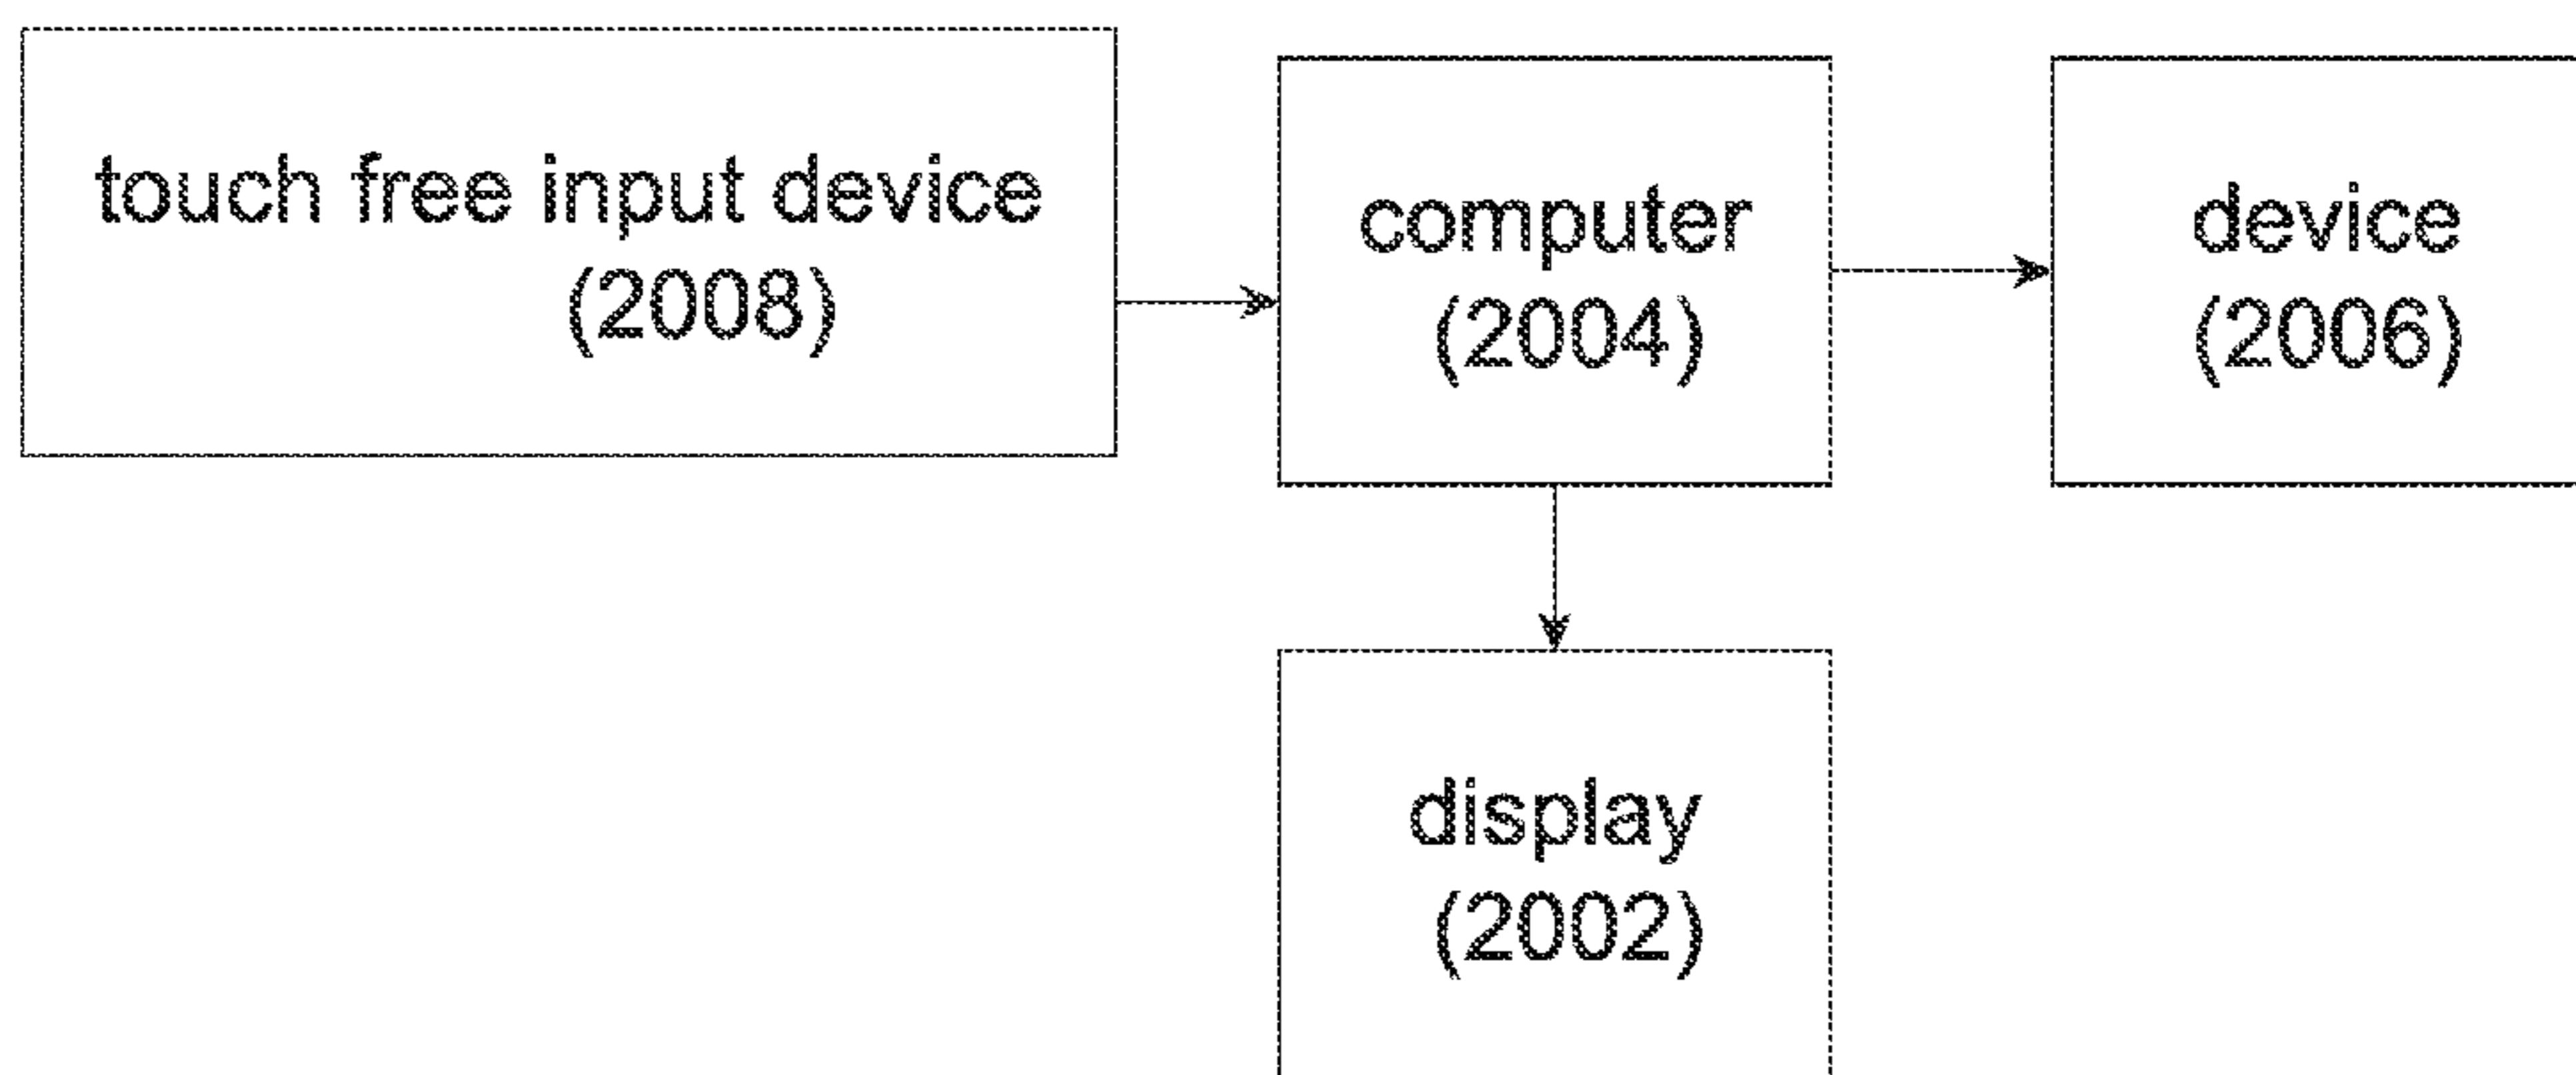 touch free input device
(2008)
computer
(2004)
device
(2006)
display
(2002)